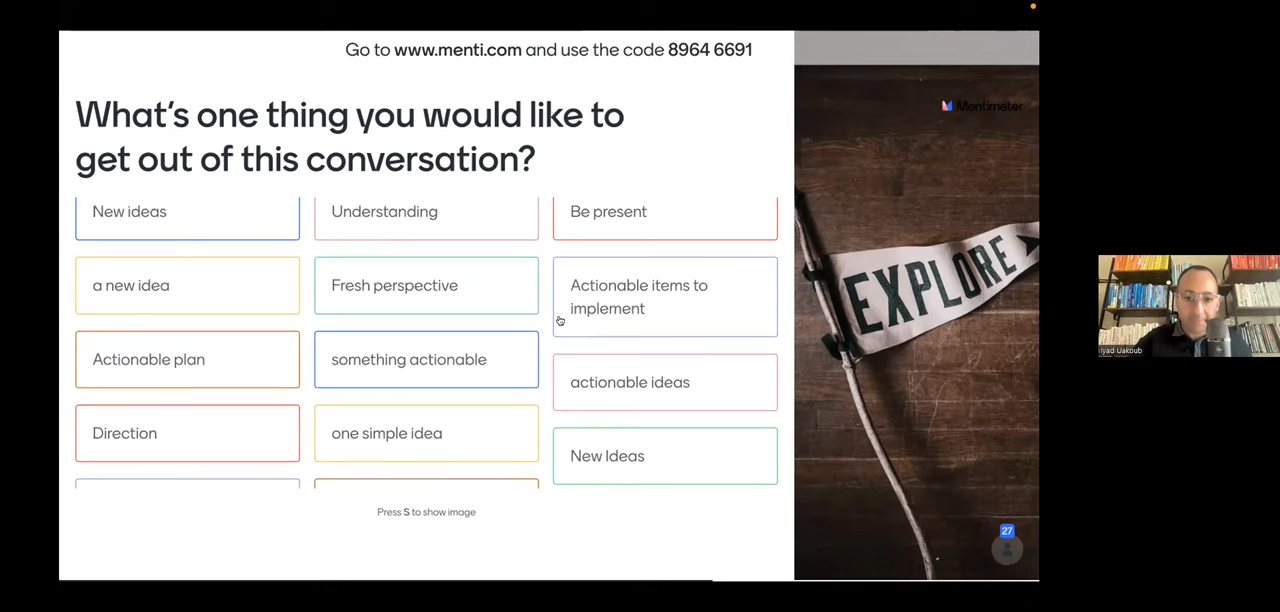 Go to www.menti.com and use the code 8964 6691
Mentimeter
What's one thing you would like to
get out of this conversation?
New ideas
Understanding
Be present
a new idea
Fresh perspective
Actionable items to
implement
Actionable plan
something actionable
actionable ideas
Direction
one simple idea
New Ideas
Press S to show image
EXPLORE
27
Iyad Uakoub